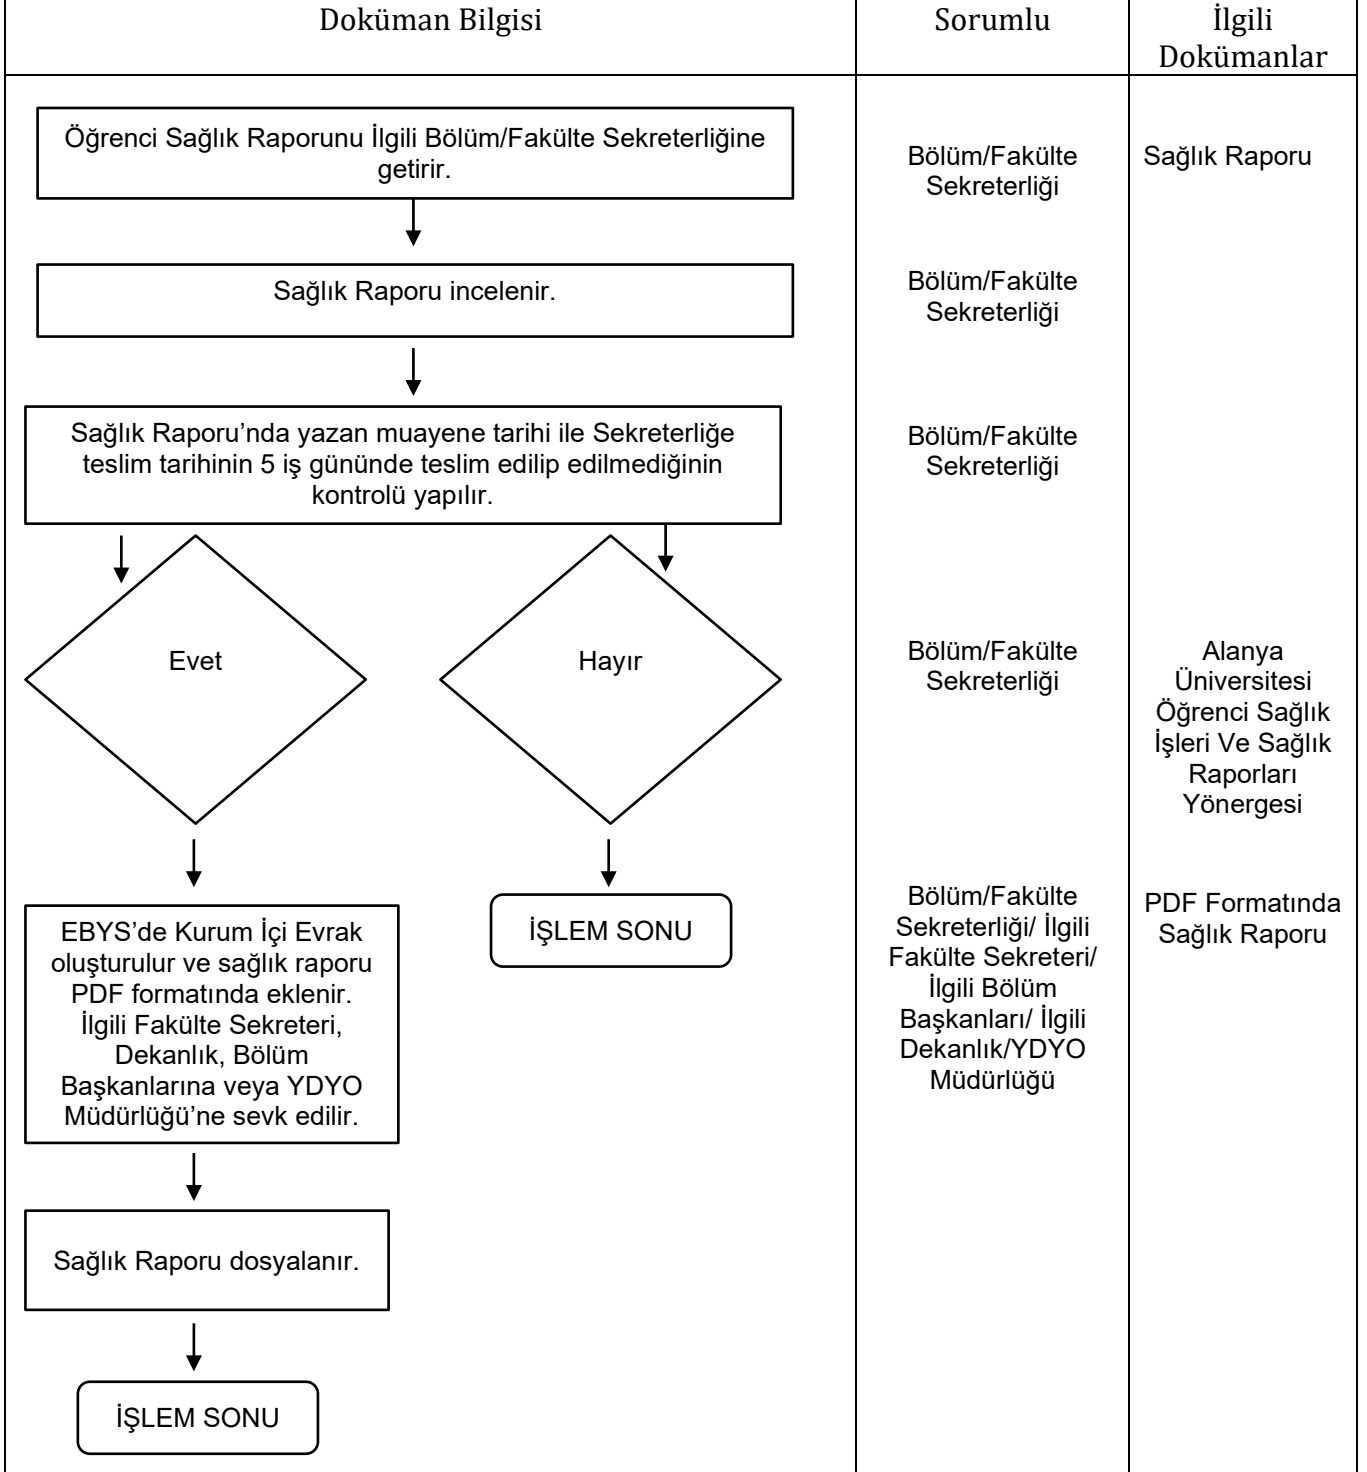 Doküman Bilgisi
Sorumlu
İlgili
Dokümanlar
Öğrenci Sağlık Raporunu İlgili Bölüm/Fakülte Sekreterliğine
getirir.
Bölüm/Fakülte
Sekreterliği
Sağlık Raporu
Sağlık Raporu incelenir.
Bölüm/Fakülte
Sekreterliği
Sağlık Raporu’nda yazan muayene tarihi ile Sekreterliğe
teslim tarihinin 5 iş gününde teslim edilip edilmediğinin
kontrolü yapılır.
Bölüm/Fakülte
Sekreterliği
Evet
Hayır
Bölüm/Fakülte
Sekreterliği
Alanya
Üniversitesi
Öğrenci Sağlık
İşleri Ve Sağlık
Raporları
Yönergesi
EBYS’de Kurum İçi Evrak
oluşturulur ve sağlık raporu
PDF formatında eklenir.
İlgili Fakülte Sekreteri,
Dekanlık, Bölüm
Başkanlarına veya YDYO
Müdürlüğü’ne sevk edilir.
İŞLEM SONU
Bölüm/Fakülte
Sekreterliği/ İlgili
Fakülte Sekreteri/
İlgili Bölüm
Başkanları/ İlgili
Dekanlık/YDYO
Müdürlüğü
PDF Formatında
Sağlık Raporu
Sağlık Raporu dosyalanır.
İŞLEM SONU